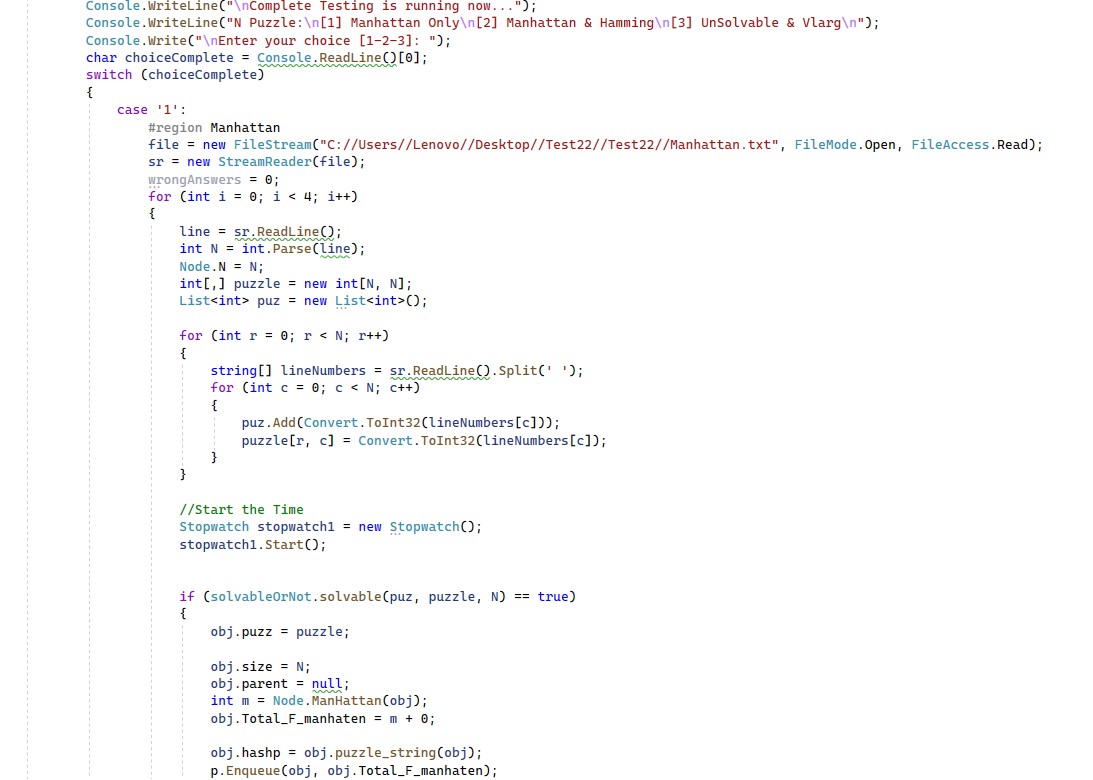 Console.WriteLine("\nComplete Testing is running now...");
Console.WriteLine("N Puzzle:\n[1] Manhattan Only\n[2] Manhattan & Hamming\n[3] UnSolvable & Vlarg\n");
Console.Write("\nEnter your choice [1-2-3]: ");
char choiceComplete = Console.ReadLine()[0];
switch (choiceComplete)
{
case '1':
#region Manhattan
file = new FileStream("C://Users//Lenovo//Desktop//Test22//Test22//Manhattan.txt", FileMode.Open, FileAccess.Read);
sr = new StreamReader(file);
wrongAnswers = 0;
for (int i = 0; i < 4; i++)
{
line = sr.ReadLine();
int N = int.Parse(line);
Node.N = N;
int[,] puzzle = new int[N, N];
List<int> puz = new List<int>();
for (int r = 0; r < N; r++)
{
string[] lineNumbers = sr.ReadLine().Split(' ');
for (int c = 0; c < N; c++)
{
puz.Add(Convert.ToInt32(lineNumbers[c]));
puzzle[r, c] = Convert.ToInt32(lineNumbers[c]);
}
}
//Start the Time
Stopwatch stopwatch1 = new Stopwatch();
stopwatch1.Start();
if (solvableOrNot.solvable(puz, puzzle, N) == true)
{
obj.puzz = puzzle;
obj.size = N;
obj.parent = null;
int m = Node.ManHattan(obj);
obj.Total_F_manhaten = m + 0;
obj.hashp = obj.puzzle_string(obj);
p.Enqueue(obj, obj.Total_F_manhaten);